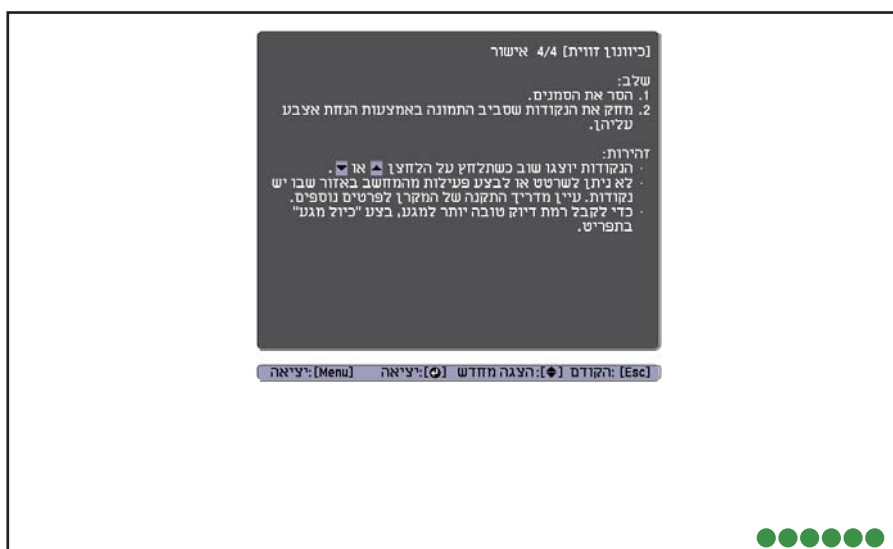 [כיוונון זווית] 4/4 אישור
שלב:
1. הסר את הסמנים.
2. מחק את הנקודות שסביב התמונה באמצעות הנחת אצבע
עליהן.
זהירות:
· הנקודות יוצגו שוב כשתלחץ על הלחצן ▲ או ▼.
· לא ניתן לשרטט או לבצע פעילות מהמחשב באזור שבו יש
נקודות. עיין מדריך התקנה של המקרן לפרטים נוספים.
· כדי לקבל רמת דיוק טובה יותר למגע, בצע "כיול מגע"
בתפריט.
[Esc] :הקודם [♦]:הצגה מחדש [↵]:יציאה [Menu]:יציאה